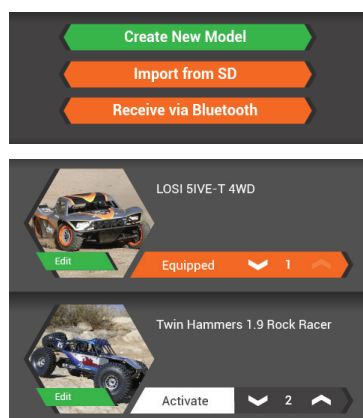 Create New Model
Import from SD
Receive via Bluetooth
LOSI 5IVE-T 4WD
Edit
Equipped 1
Twin Hammers 1.9 Rock Racer
Edit
Activate 2